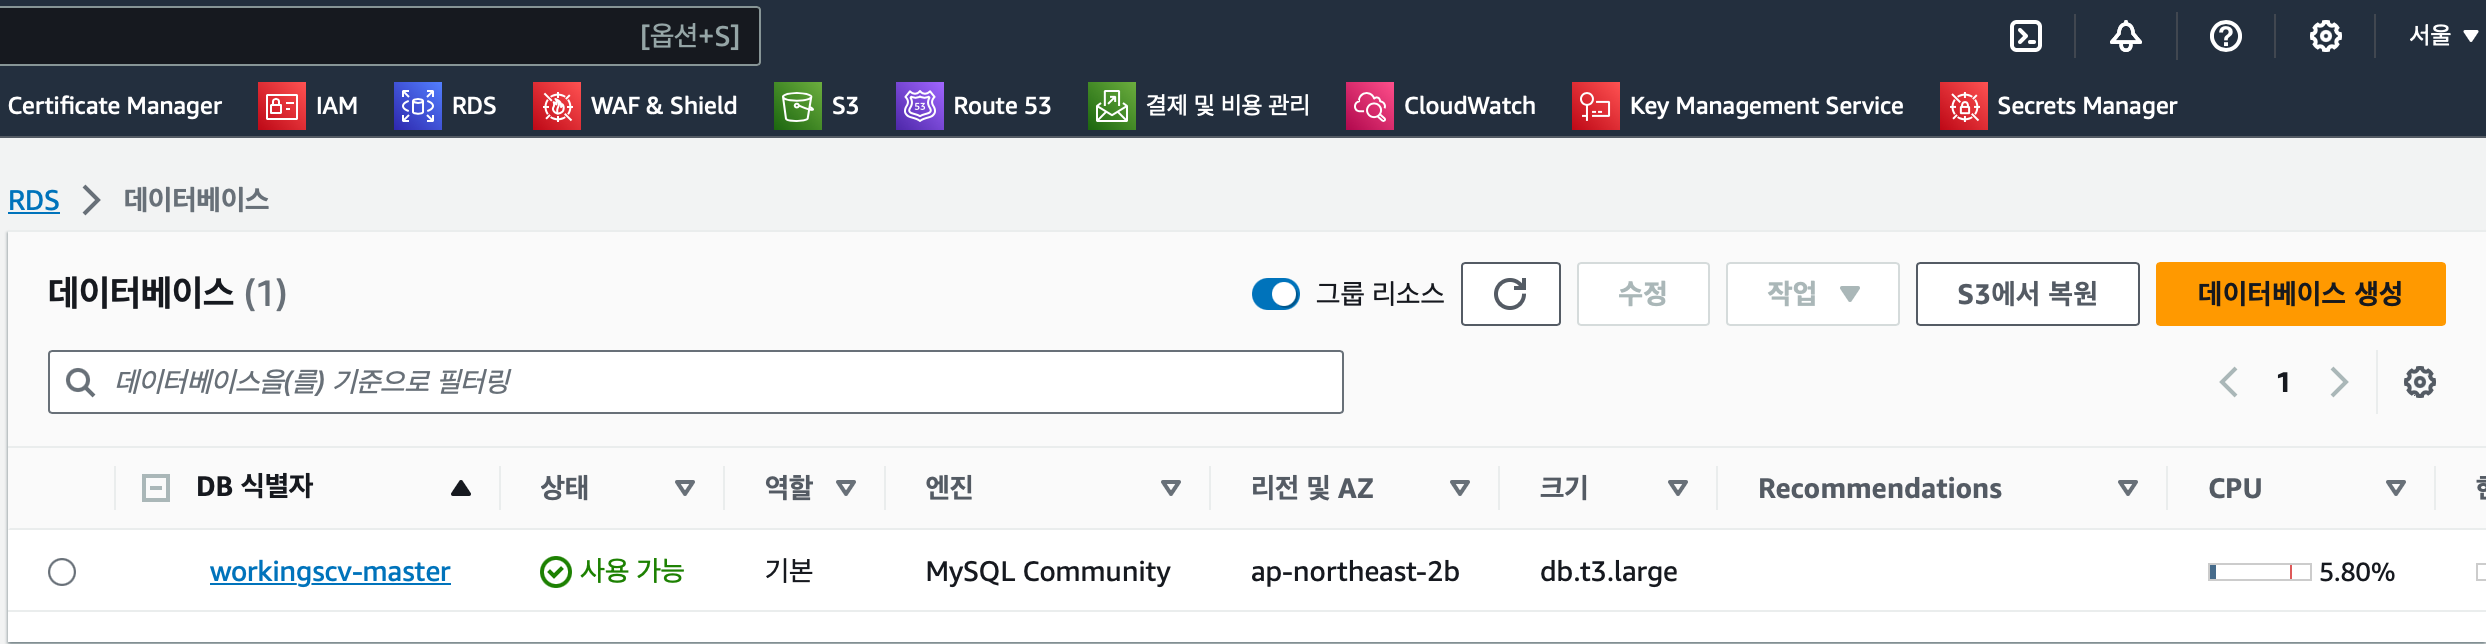 [옵션+S]
서울
Certificate Manager IAM RDS WAF & Shield S3 Route 53 결제 및 비용 관리 CloudWatch Key Management Service Secrets Manager
RDS 데이터베이스
데이터베이스 (1) 그룹 리소스 수정 작업 S3에서 복원 데이터베이스 생성
데이터베이스을(를) 기준으로 필터링 1
DB 식별자 상태 역할 엔진 리전 및 AZ 크기 Recommendations CPU
workingscv-master 사용 가능 기본 MySQL Community ap-northeast-2b db.t3.large 5.80%